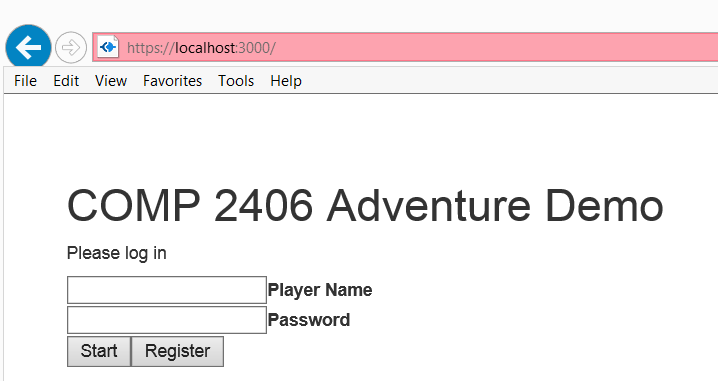 https://localhost:3000/
File Edit View Favorites Tools Help
COMP 2406 Adventure Demo
Please log in
Player Name
Password
Start Register